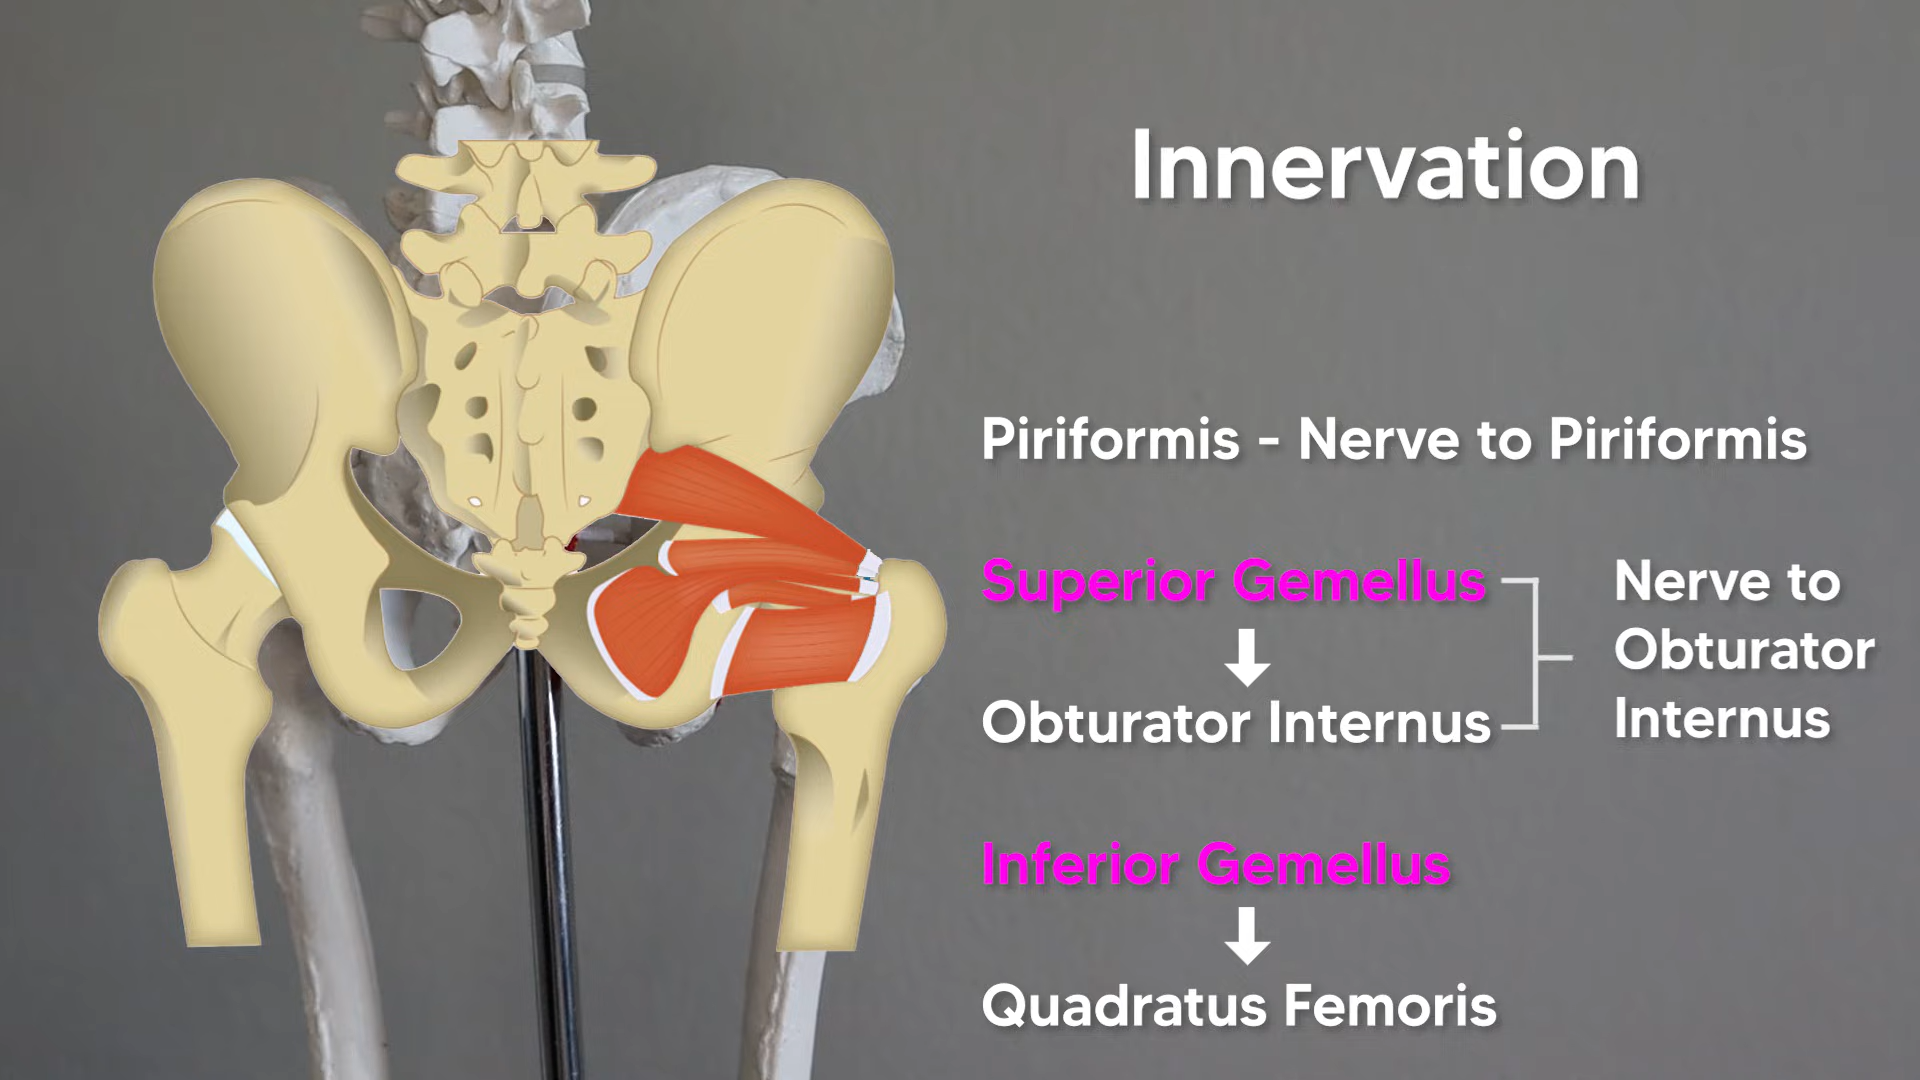 Innervation
Piriformis - Nerve to Piriformis
Superior Gemellus
Obturator Internus
Nerve to
Obturator
Internus
Inferior Gemellus
Quadratus Femoris